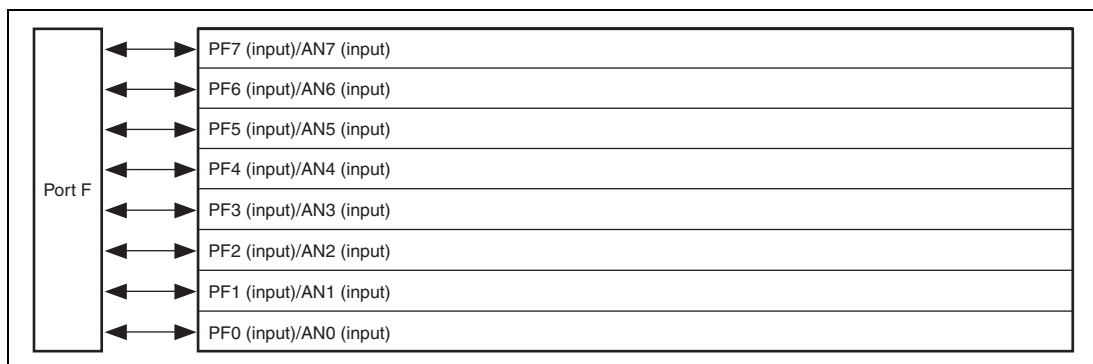 Port F
PF7 (input)/AN7 (input)
PF6 (input)/AN6 (input)
PF5 (input)/AN5 (input)
PF4 (input)/AN4 (input)
PF3 (input)/AN3 (input)
PF2 (input)/AN2 (input)
PF1 (input)/AN1 (input)
PF0 (input)/AN0 (input)